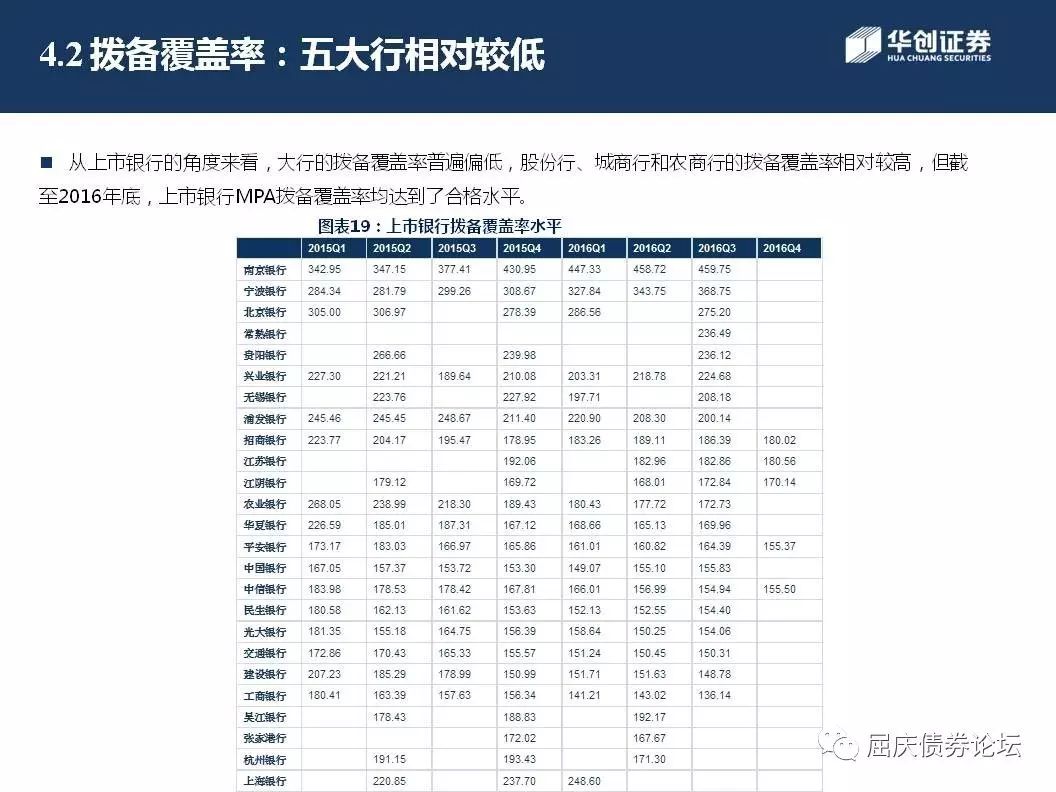 4.2 拨备覆盖率：五大行相对较低
华创证券
HUA CHUANG SECURITIES
■ 从上市银行的角度来看，大行的拨备覆盖率普遍偏低，股份行、城商行和农商行的拨备覆盖率相对较高，但截
至2016年底，上市银行MPA拨备覆盖率均达到了合格水平。
图表19：上市银行拨备覆盖率水平
2015Q1 2015Q2 2015Q3 2015Q4 2016Q1 2016Q2 2016Q3 2016Q4
南京银行 342.95 347.15 377.41 430.95 447.33 458.72 459.75
宁波银行 284.34 281.79 299.26 308.67 327.84 343.75 368.75
北京银行 305.00 306.97 278.39 286.56 275.20
常熟银行 236.49
贵阳银行 266.66 239.98 236.12
兴业银行 227.30 221.21 189.64 210.08 203.31 218.78 224.68
无锡银行 223.76 227.92 197.71 208.18
浦发银行 245.46 245.45 248.67 211.40 220.90 208.30 200.14
招商银行 223.77 204.17 195.47 178.95 183.26 189.11 186.39 180.02
江苏银行 192.06 182.96 182.86 180.56
江阴银行 179.12 169.72 168.01 172.84 170.14
农业银行 268.05 238.99 218.30 189.43 180.43 177.72 172.73
华夏银行 226.59 185.01 187.31 167.12 168.66 165.13 169.96
平安银行 173.17 183.03 166.97 165.86 161.01 160.82 164.39 155.37
中国银行 167.05 157.37 153.72 153.30 149.07 155.10 155.83
中信银行 183.98 178.53 178.42 167.81 166.01 156.99 154.94 155.50
民生银行 180.58 162.13 161.62 153.63 152.13 152.55 154.40
光大银行 181.35 155.18 164.75 156.39 158.64 150.25 154.06
交通银行 172.86 170.43 165.33 155.57 151.24 150.45 150.31
建设银行 207.23 185.29 178.99 150.99 151.71 151.63 148.78
工商银行 180.41 163.39 157.63 156.34 141.21 143.02 136.14
吴江银行 178.43 188.83 192.17
张家港行 172.02 167.67
杭州银行 191.15 193.43 171.30
上海银行 220.85 237.70 248.60
屈庆债券论坛